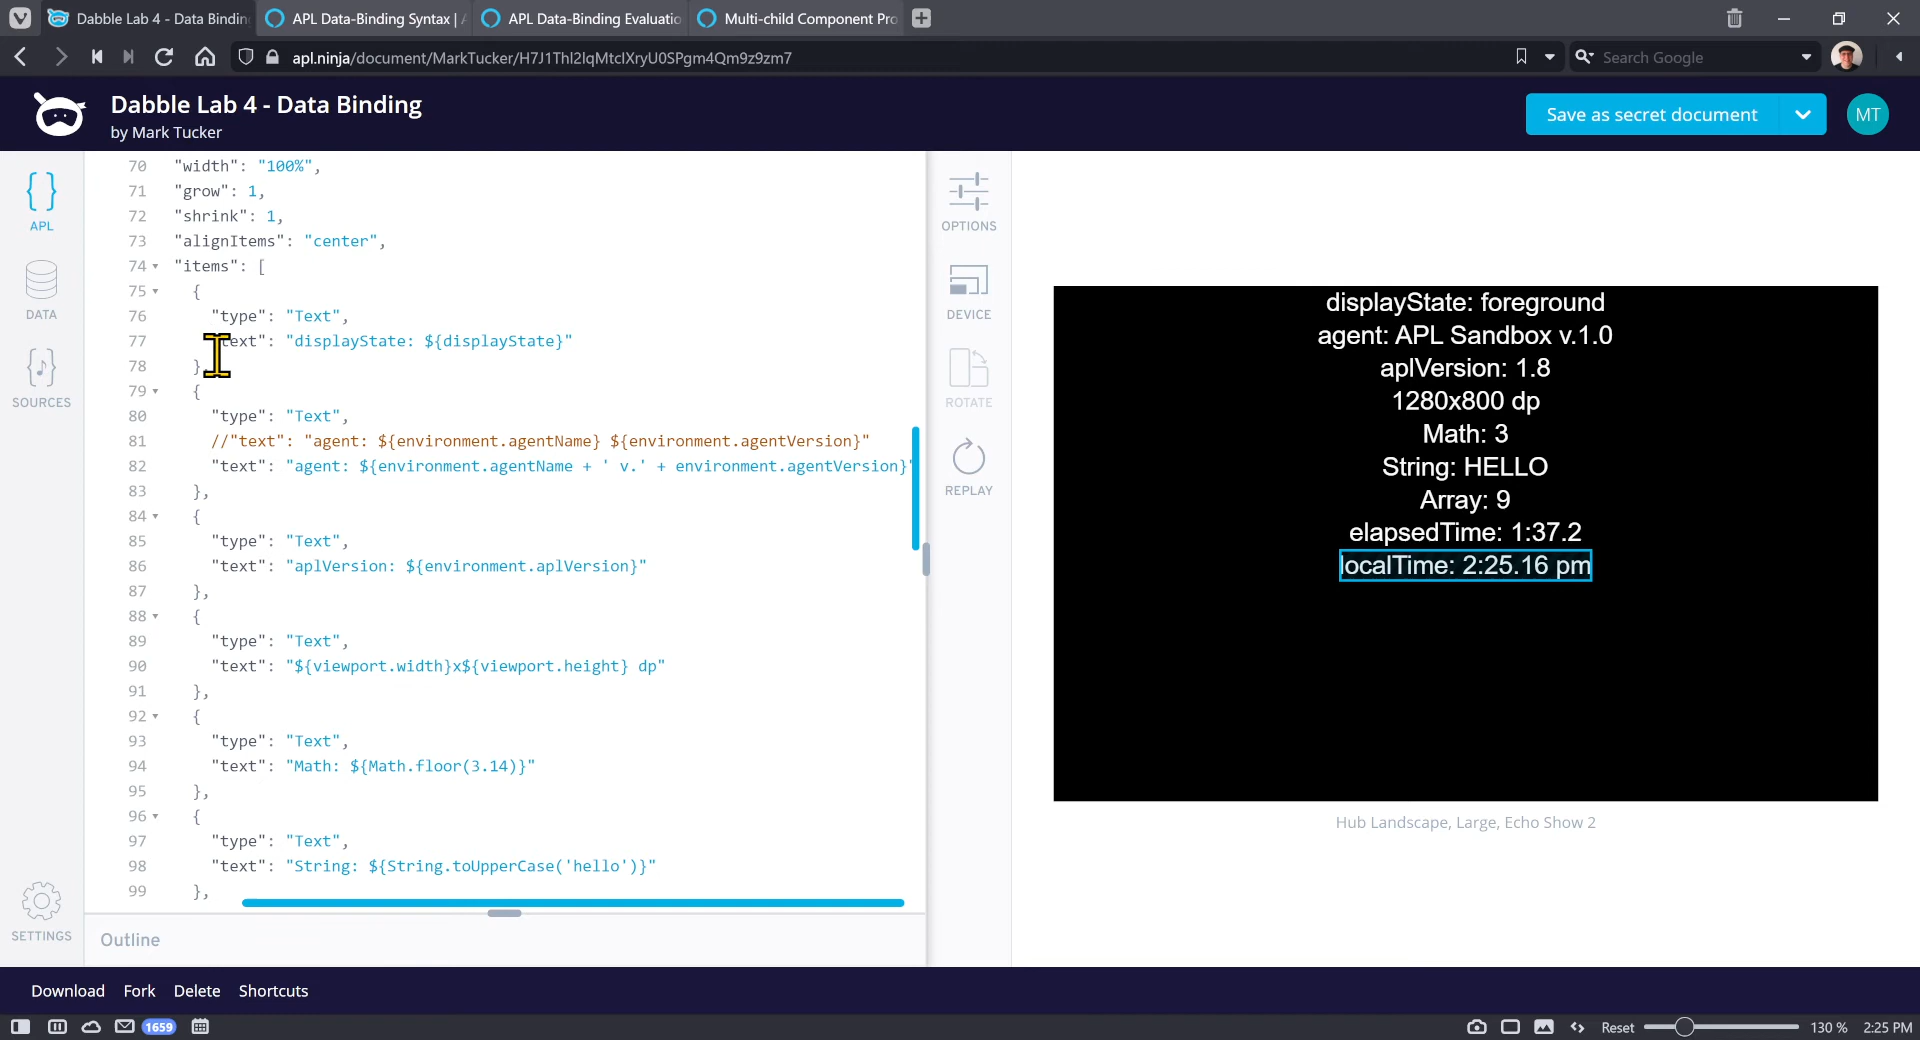 Dabble Lab 4 - Data Bindin
APL Data-Binding Syntax | A
APL Data-Binding Evaluatio
Multi-child Component Pro
apl.ninja/document/MarkTucker/H7J1Thl2lqMtclXryU0SPgm4Qm9z9zm7
Search Google
Dabble Lab 4 - Data Binding
by Mark Tucker
Save as secret document
MT
APL
DATA
SOURCES
SETTINGS
70 "width": "100%",
71 "grow": 1,
72 "shrink": 1,
73 "alignItems": "center",
74 "items": [
75 {
76 "type": "Text",
77 "text": "displayState: ${displayState}"
78 },
79 {
80 "type": "Text",
81 //"text": "agent: ${environment.agentName} ${environment.agentVersion}"
82 "text": "agent: ${environment.agentName + ' v.' + environment.agentVersion}"
83 },
84 {
85 "type": "Text",
86 "text": "aplVersion: ${environment.aplVersion}"
87 },
88 {
89 "type": "Text",
90 "text": "${viewport.width}x${viewport.height} dp"
91 },
92 {
93 "type": "Text",
94 "text": "Math: ${Math.floor(3.14)}"
95 },
96 {
97 "type": "Text",
98 "text": "String: ${String.toUpperCase('hello')}"
99 },
Outline
OPTIONS
DEVICE
ROTATE
REPLAY
displayState: foreground
agent: APL Sandbox v.1.0
aplVersion: 1.8
1280x800 dp
Math: 3
String: HELLO
Array: 9
elapsedTime: 1:37.2
localTime: 2:25.16 pm
Hub Landscape, Large, Echo Show 2
Download Fork Delete Shortcuts
1659
Reset
130 %
2:25 PM